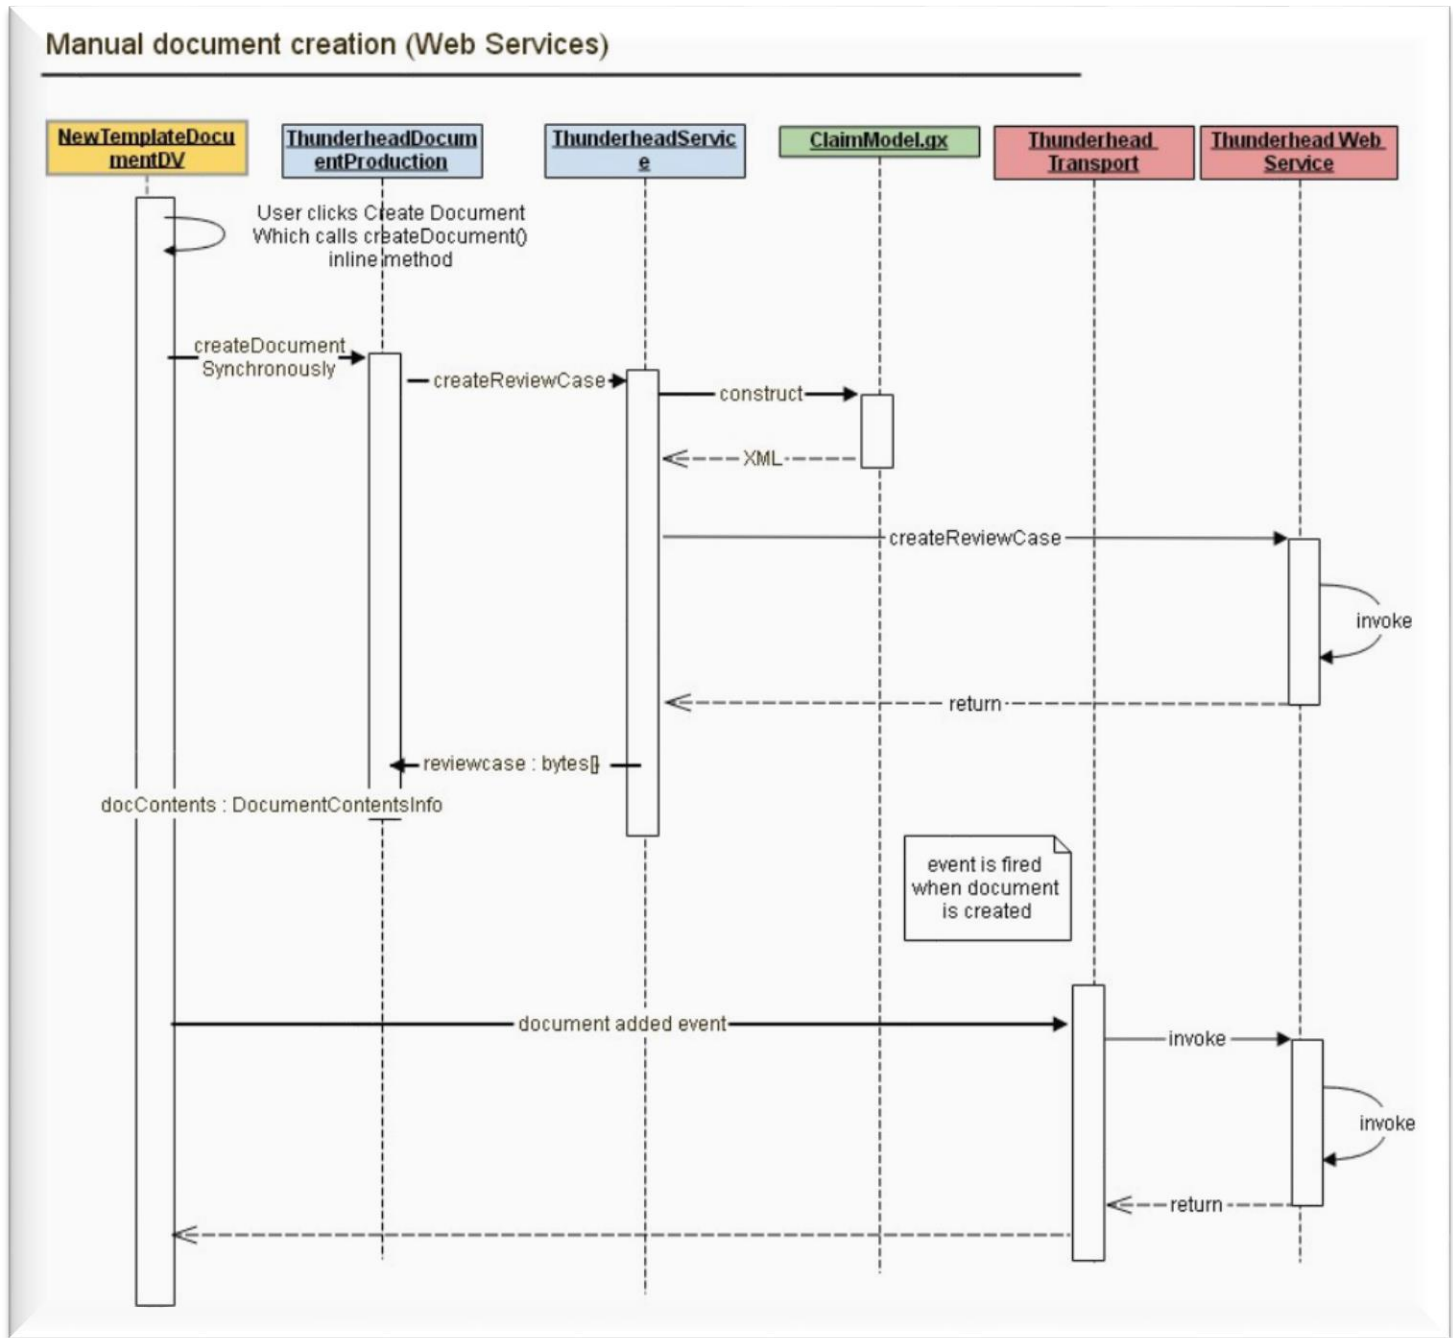 Manual document creation (Web Services)
NewTemplateDocu
mentDV
ThunderheadDocum
entProduction
ThunderheadServic
e
ClaimModel.gx
Thunderhead
Transport
Thunderhead Web
Service
User clicks Create Document
Which calls createDocument()
inline method
createDocument
Synchronously
createReviewCase
construct
XML
createReviewCase
invoke
return
reviewcase : bytes[]
docContents : DocumentContentsInfo
event is fired
when document
is created
document added event
invoke
invoke
return